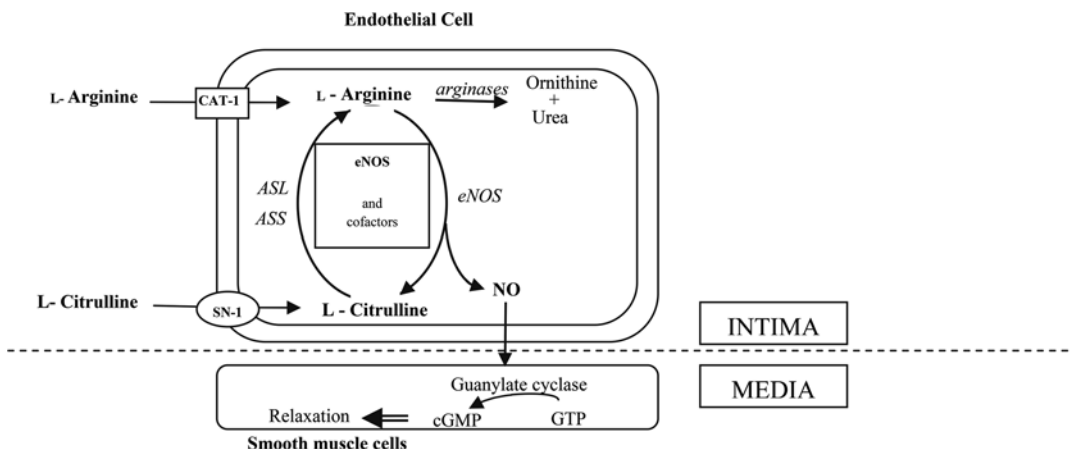 Endothelial Cell
L- Arginine
CAT-1
L - Arginine
arginases
Ornithine
+
Urea
eNOS
and
cofactors
ASL
ASS
eNOS
L- Citrulline
SN-1
L - Citrulline
NO
INTIMA
MEDIA
Guanylate cyclase
Relaxation
cGMP
GTP
Smooth muscle cells